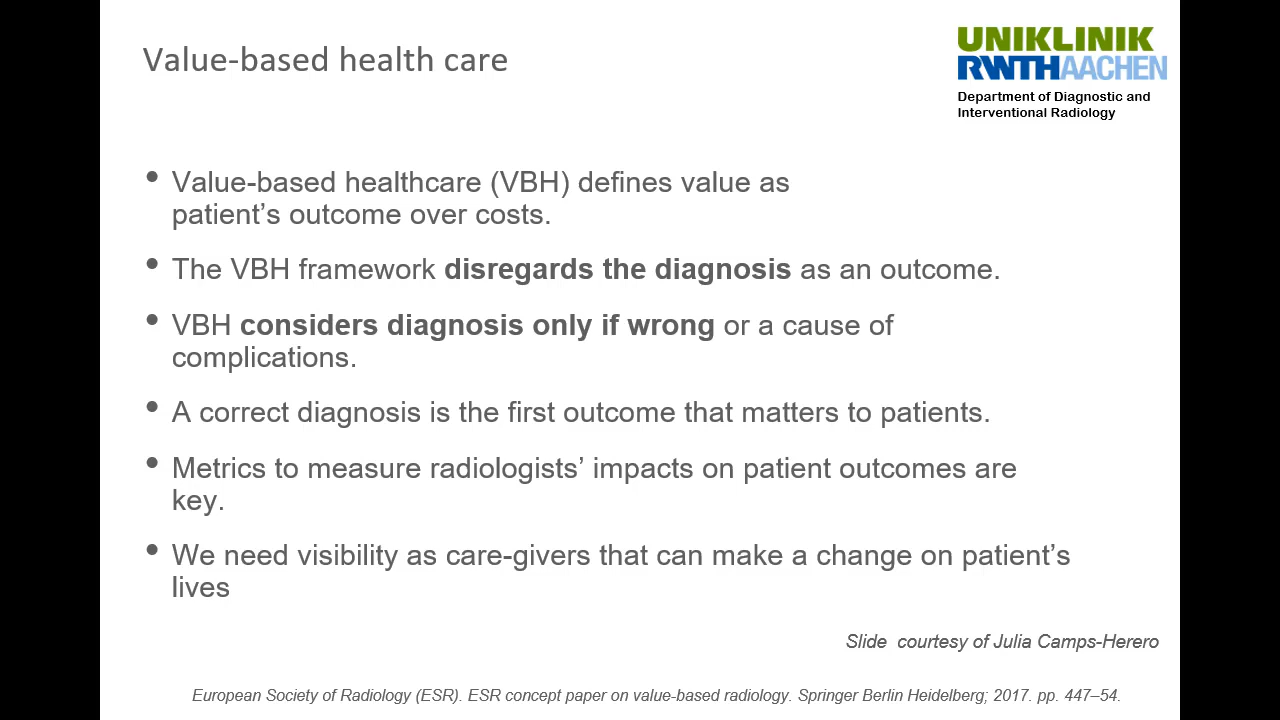 Value-based health care
UNIKLINIK
RWTHAACHEN
Department of Diagnostic and
Interventional Radiology
• Value-based healthcare (VBH) defines value as
patient’s outcome over costs.
• The VBH framework disregards the diagnosis as an outcome.
• VBH considers diagnosis only if wrong or a cause of
complications.
• A correct diagnosis is the first outcome that matters to patients.
• Metrics to measure radiologists’ impacts on patient outcomes are
key.
• We need visibility as care-givers that can make a change on patient’s
lives
Slide courtesy of Julia Camps-Herero
European Society of Radiology (ESR). ESR concept paper on value-based radiology. Springer Berlin Heidelberg; 2017. pp. 447–54.